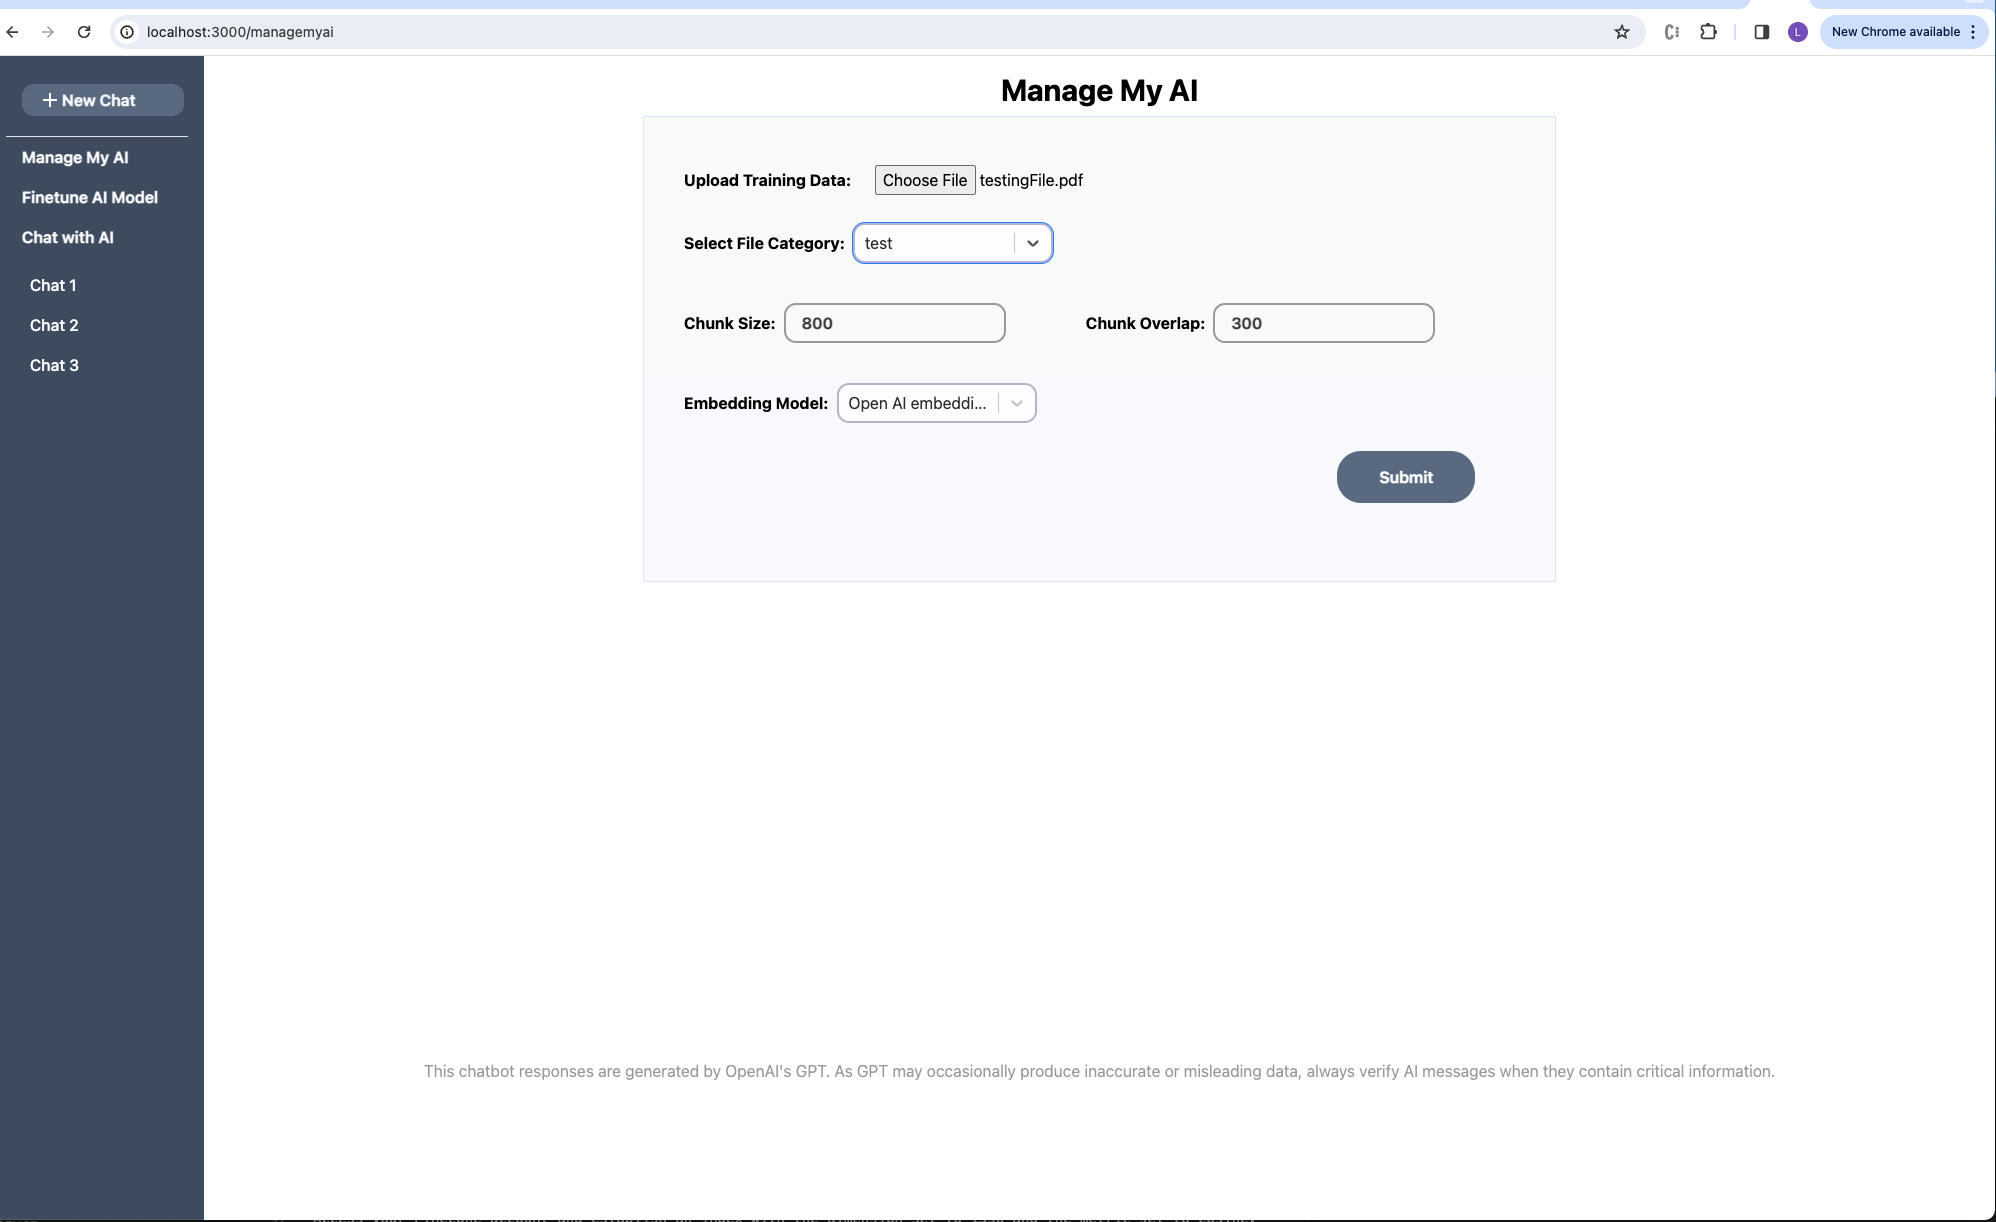 localhost:3000/managemyai
L
New Chrome available
+ New Chat
Manage My AI
Finetune AI Model
Chat with AI
Chat 1
Chat 2
Chat 3
Manage My AI
Upload Training Data: Choose File testingFile.pdf
Select File Category: test
Chunk Size: 800 Chunk Overlap: 300
Embedding Model: Open AI embeddi...
Submit
This chatbot responses are generated by OpenAI's GPT. As GPT may occasionally produce inaccurate or misleading data, always verify AI messages when they contain critical information.